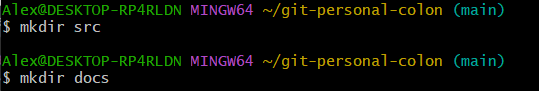 Alex@DESKTOP-RP4RLDN MINGW64 ~/git-personal-colon (main)
$ mkdir src
Alex@DESKTOP-RP4RLDN MINGW64 ~/git-personal-colon (main)
$ mkdir docs